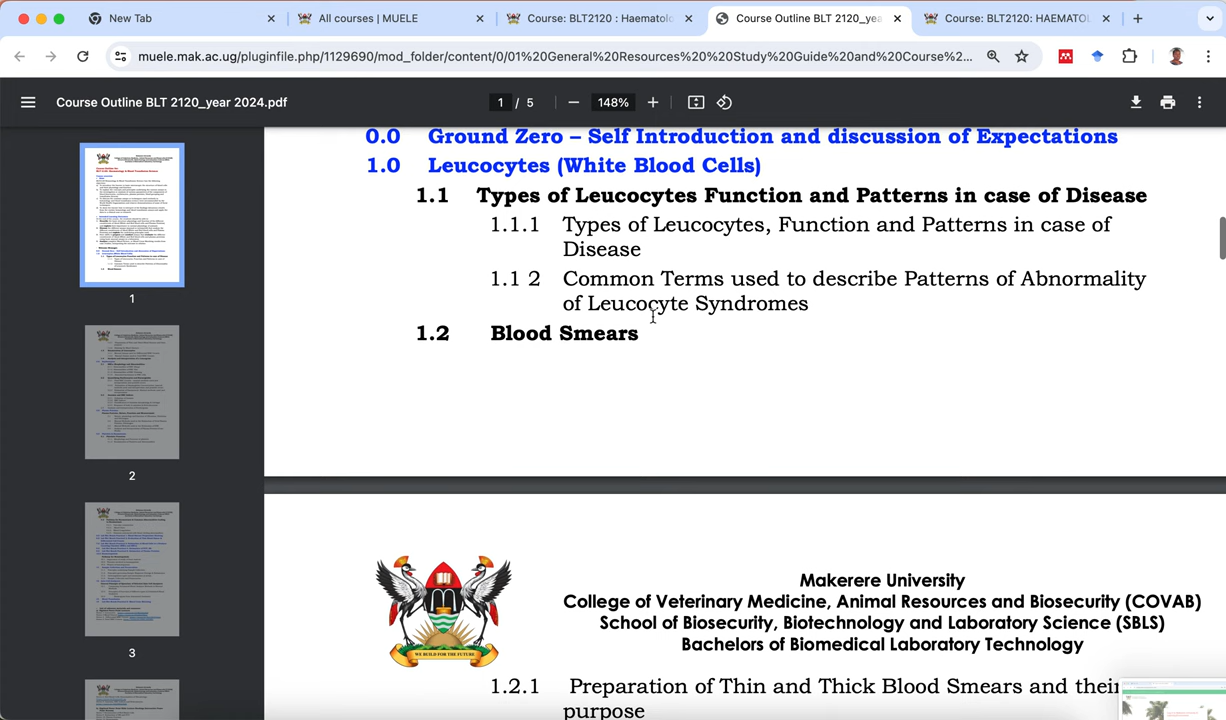 New Tab
All courses | MUELE
Course: BLT2120 : Haematolo
Course Outline BLT 2120_yea
Course: BLT2120: HAEMATOL
muele.mak.ac.ug/pluginfile.php/1129690/mod_folder/content/0/01%20General%20Resources%20%20Study%20Guide%20and%20Course%2...
Course Outline BLT 2120_year 2024.pdf
1 / 5
148%
0.0 Ground Zero – Self Introduction and discussion of Expectations
1.0 Leucocytes (White Blood Cells)
1.1 Types of Leucocytes Function and Patterns in case of Disease
1.1.1 Types of Leucocytes, Function and Patterns in case of
Disease
1.1 2 Common Terms used to describe Patterns of Abnormality
of Leucocyte Syndromes
1.2 Blood Smears
1
2
3
WE BUILD FOR THE FUTURE
Makerere University
College of Veterinary Medicine, Animal Resources and Biosecurity (COVAB)
School of Biosecurity, Biotechnology and Laboratory Science (SBLS)
Bachelors of Biomedical Laboratory Technology
1.2.1 Preparation of Thin and Thick Blood Smears and their
purpose